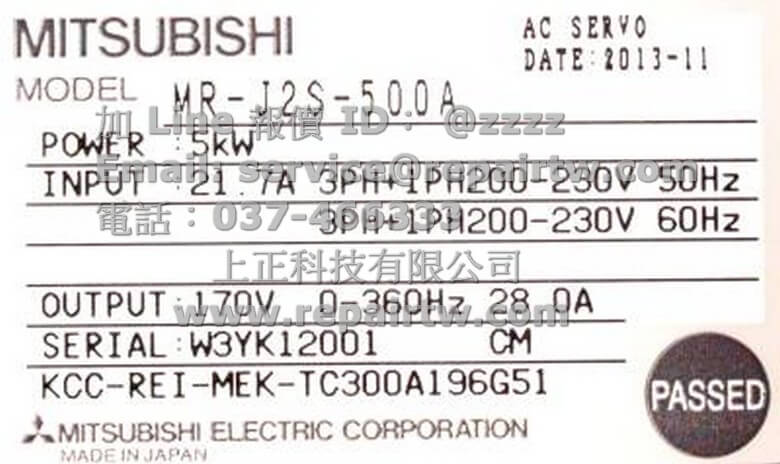 MITSUBISHI
AC SERVO
DATE:2013-11
MODEL MR-J2S-500A
加 Line 報價 ID： @zzzz
POWER :5kW
Email: service@repairtw.com
INPUT :21.7A 3PH+1PH200-230V 50Hz
電話：037-466333
3PH+1PH200-230V 60Hz
上正科技有限公司
OUTPUT:170V 0-360Hz 28.0A
www.repairtw.com
SERIAL:W3YK12001 CM
KCC-REI-MEK-TC300A196G51
PASSED
MITSUBISHI ELECTRIC CORPORATION
MADE IN JAPAN